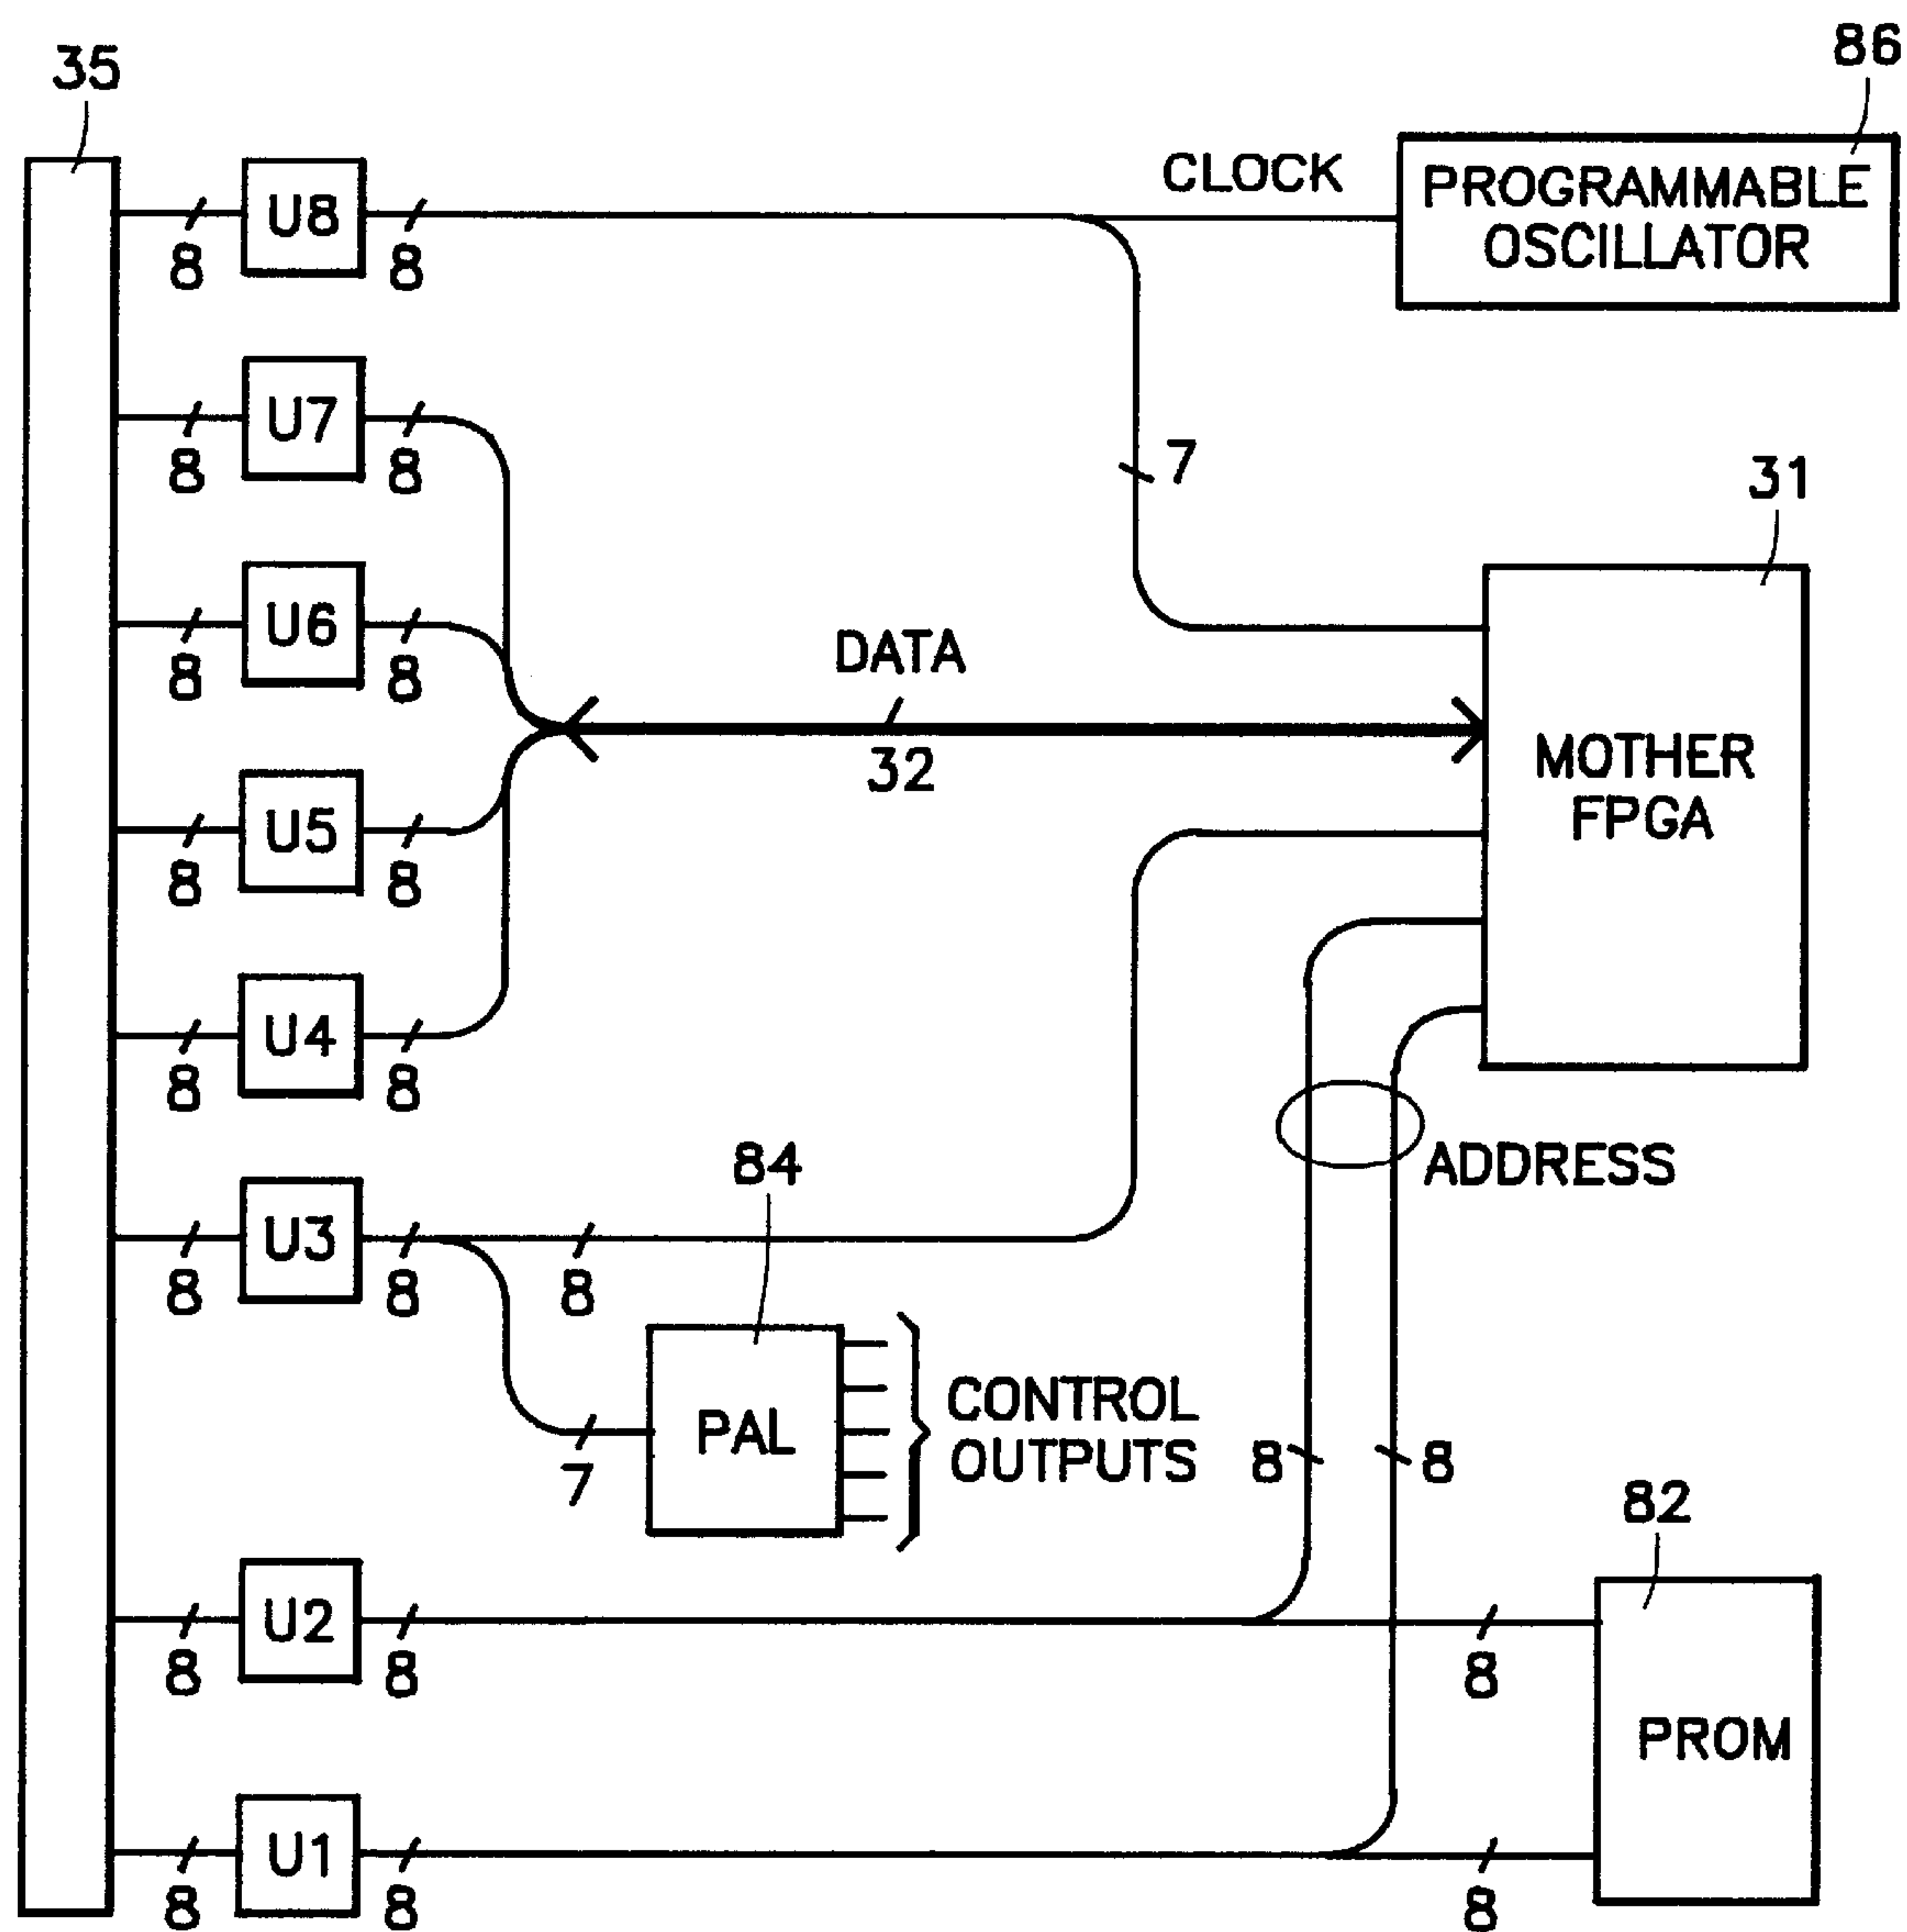 86
35
CLOCK
PROGRAMMABLE
OSCILLATOR
U8
8 8
U7
8 8
7
31
U6
8 8
DATA
32
MOTHER
FPGA
U5
8 8
U4
8 8
84
ADDRESS
U3
8 8 8
CONTROL
OUTPUTS
PAL
7
8 8
82
U2
8 8 8
PROM
U1
8 8 8